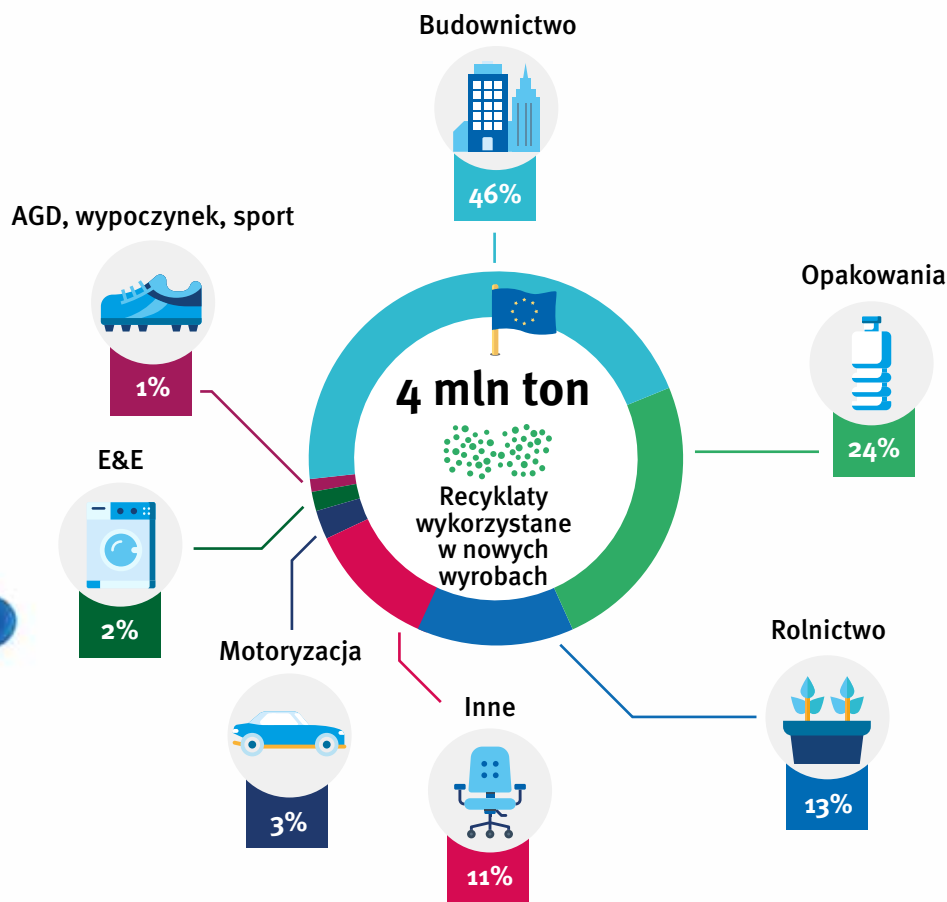 Budownictwo
46%
AGD, wypoczynek, sport
1%
Opakowania
24%
4 mln ton
Recyklaty
wykorzystane
w nowych
wyrobach
E&E
2%
Motoryzacja
3%
Inne
11%
Rolnictwo
13%